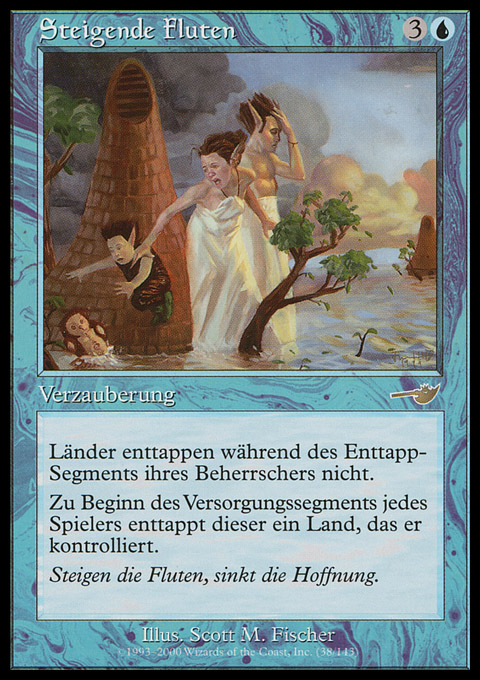 Steigende Fluten
3
Verzauberung
Länder enttappen während des Enttapp-
Segments ihres Beherrschers nicht.
Zu Beginn des Versorgungssegments jedes
Spielers enttappt dieser ein Land, das er
kontrolliert.
Steigen die Fluten, sinkt die Hoffnung.
Illus. Scott M. Fischer
©1993–2000 Wizards of the Coast, Inc. (38/143)